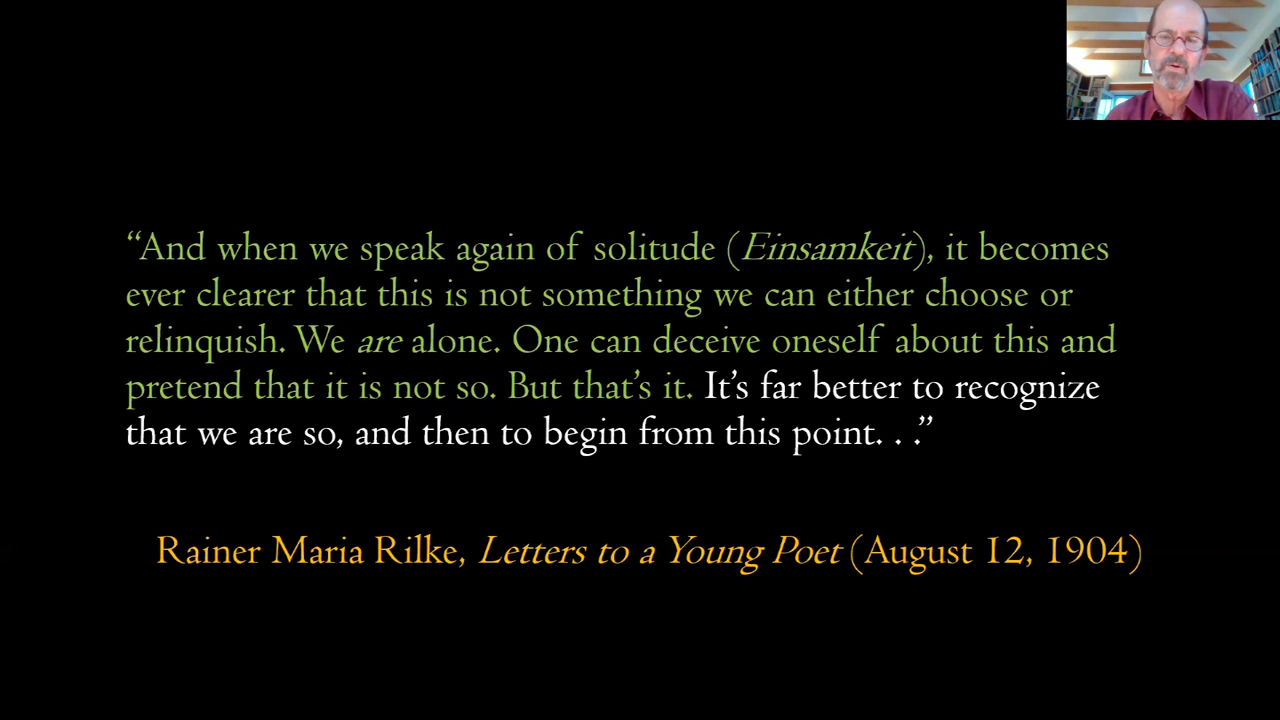 “And when we speak again of solitude (Einsamkeit), it becomes
ever clearer that this is not something we can either choose or
relinquish. We are alone. One can deceive oneself about this and
pretend that it is not so. But that’s it. It’s far better to recognize
that we are so, and then to begin from this point. . .”
Rainer Maria Rilke, Letters to a Young Poet (August 12, 1904)